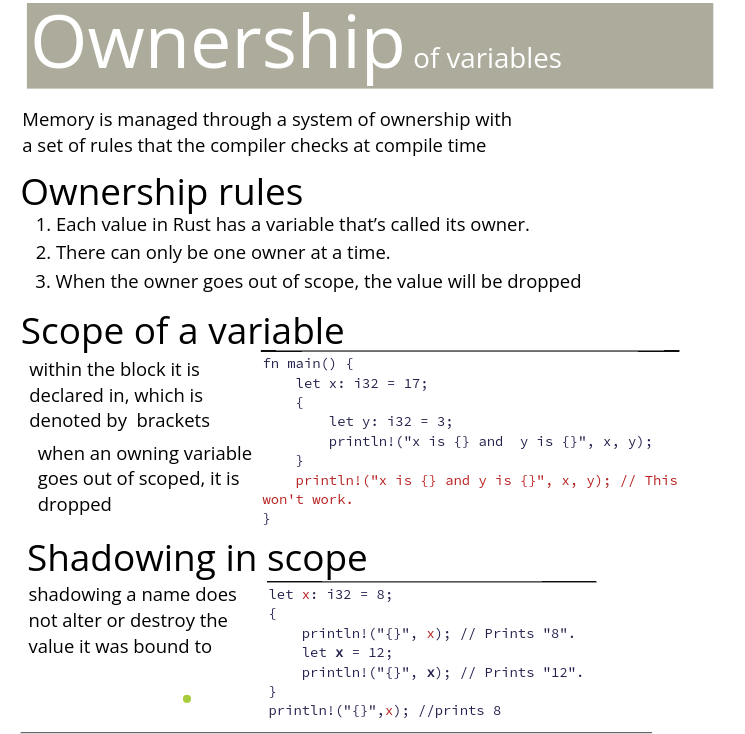 Ownership of variables
Memory is managed through a system of ownership with
a set of rules that the compiler checks at compile time
Ownership rules
1. Each value in Rust has a variable that’s called its owner.
2. There can only be one owner at a time.
3. When the owner goes out of scope, the value will be dropped
Scope of a variable
within the block it is
declared in, which is
denoted by  brackets
when an owning variable
goes out of scoped, it is
dropped
fn main() {
    let x: i32 = 17;
    {
        let y: i32 = 3;
        println!("x is {} and  y is {}", x, y);
    }
    println!("x is {} and y is {}", x, y); // This
won't work.
}
Shadowing in scope
shadowing a name does
not alter or destroy the
value it was bound to
let x: i32 = 8;
{
    println!("{}", x); // Prints "8".
    let x = 12;
    println!("{}", x); // Prints "12".
}
println!("{}",x); //prints 8